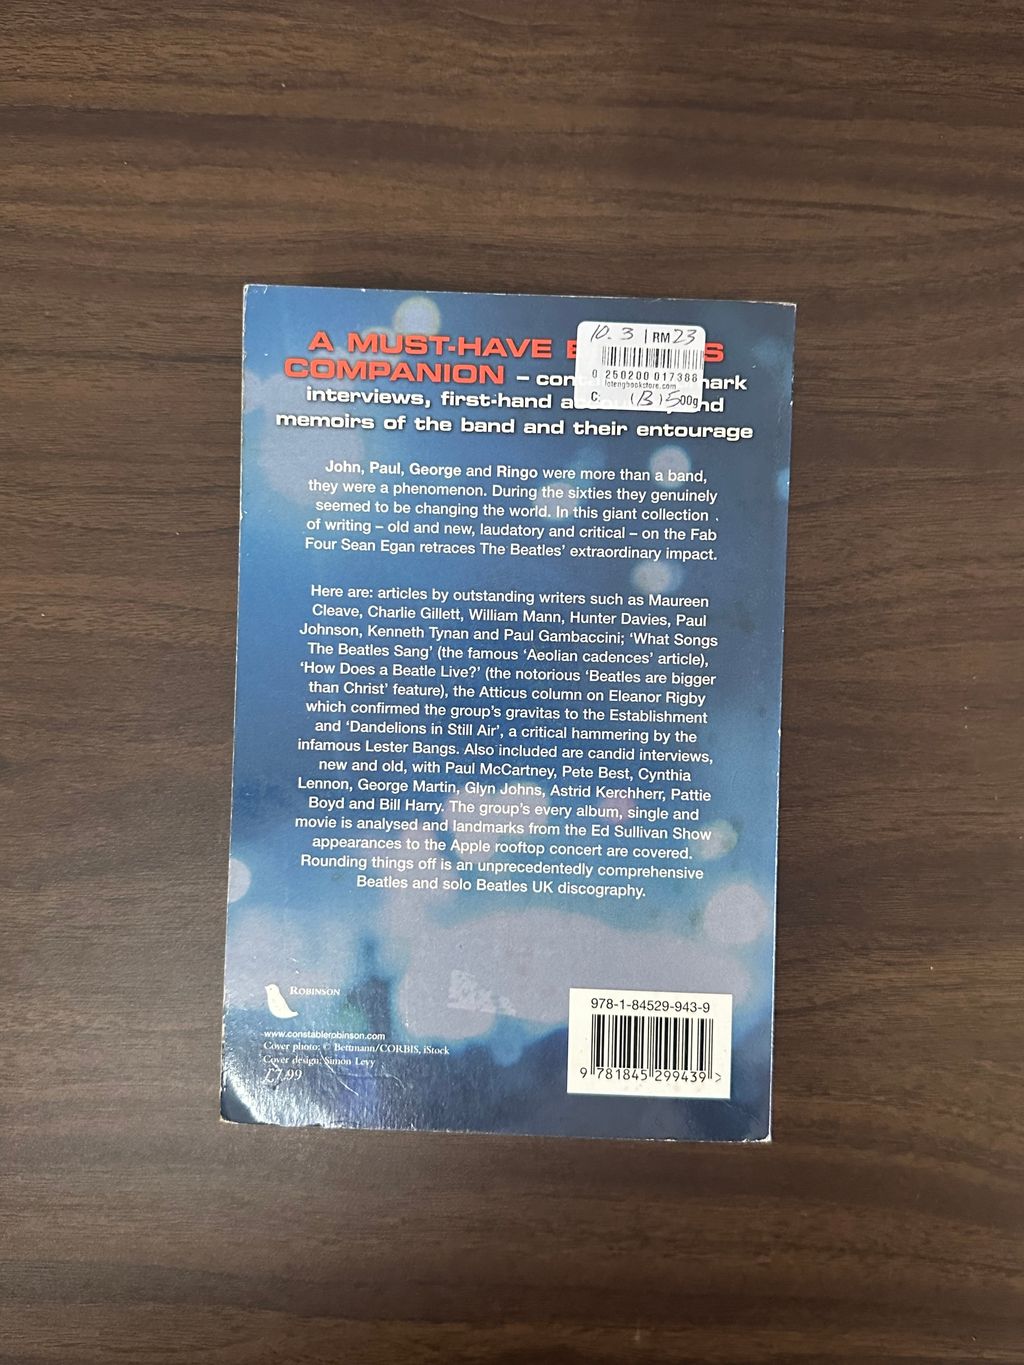 A MUST-HAVE B S
COMPANION – cont mark
interviews, first-hand acco nd
memoirs of the band and their entourage
10.3 | RM 23
0 250200 017388
lotengbookstore.com
C: (B) 500g
John, Paul, George and Ringo were more than a band,
they were a phenomenon. During the sixties they genuinely
seemed to be changing the world. In this giant collection
of writing – old and new, laudatory and critical – on the Fab
Four Sean Egan retraces The Beatles' extraordinary impact.
Here are: articles by outstanding writers such as Maureen
Cleave, Charlie Gillett, William Mann, Hunter Davies, Paul
Johnson, Kenneth Tynan and Paul Gambaccini; 'What Songs
The Beatles Sang' (the famous 'Aeolian cadences' article),
'How Does a Beatle Live?' (the notorious 'Beatles are bigger
than Christ' feature), the Atticus column on Eleanor Rigby
which confirmed the group's gravitas to the Establishment
and 'Dandelions in Still Air', a critical hammering by the
infamous Lester Bangs. Also included are candid interviews,
new and old, with Paul McCartney, Pete Best, Cynthia
Lennon, George Martin, Glyn Johns, Astrid Kerchherr, Pattie
Boyd and Bill Harry. The group's every album, single and
movie is analysed and landmarks from the Ed Sullivan Show
appearances to the Apple rooftop concert are covered.
Rounding things off is an unprecedentedly comprehensive
Beatles and solo Beatles UK discography.
ROBINSON
www.constablerobinson.com
Cover photo: © Bettmann/CORBIS, iStock
Cover design: Simon Levy
£7.99
978-1-84529-943-9
9 781845 299439 >